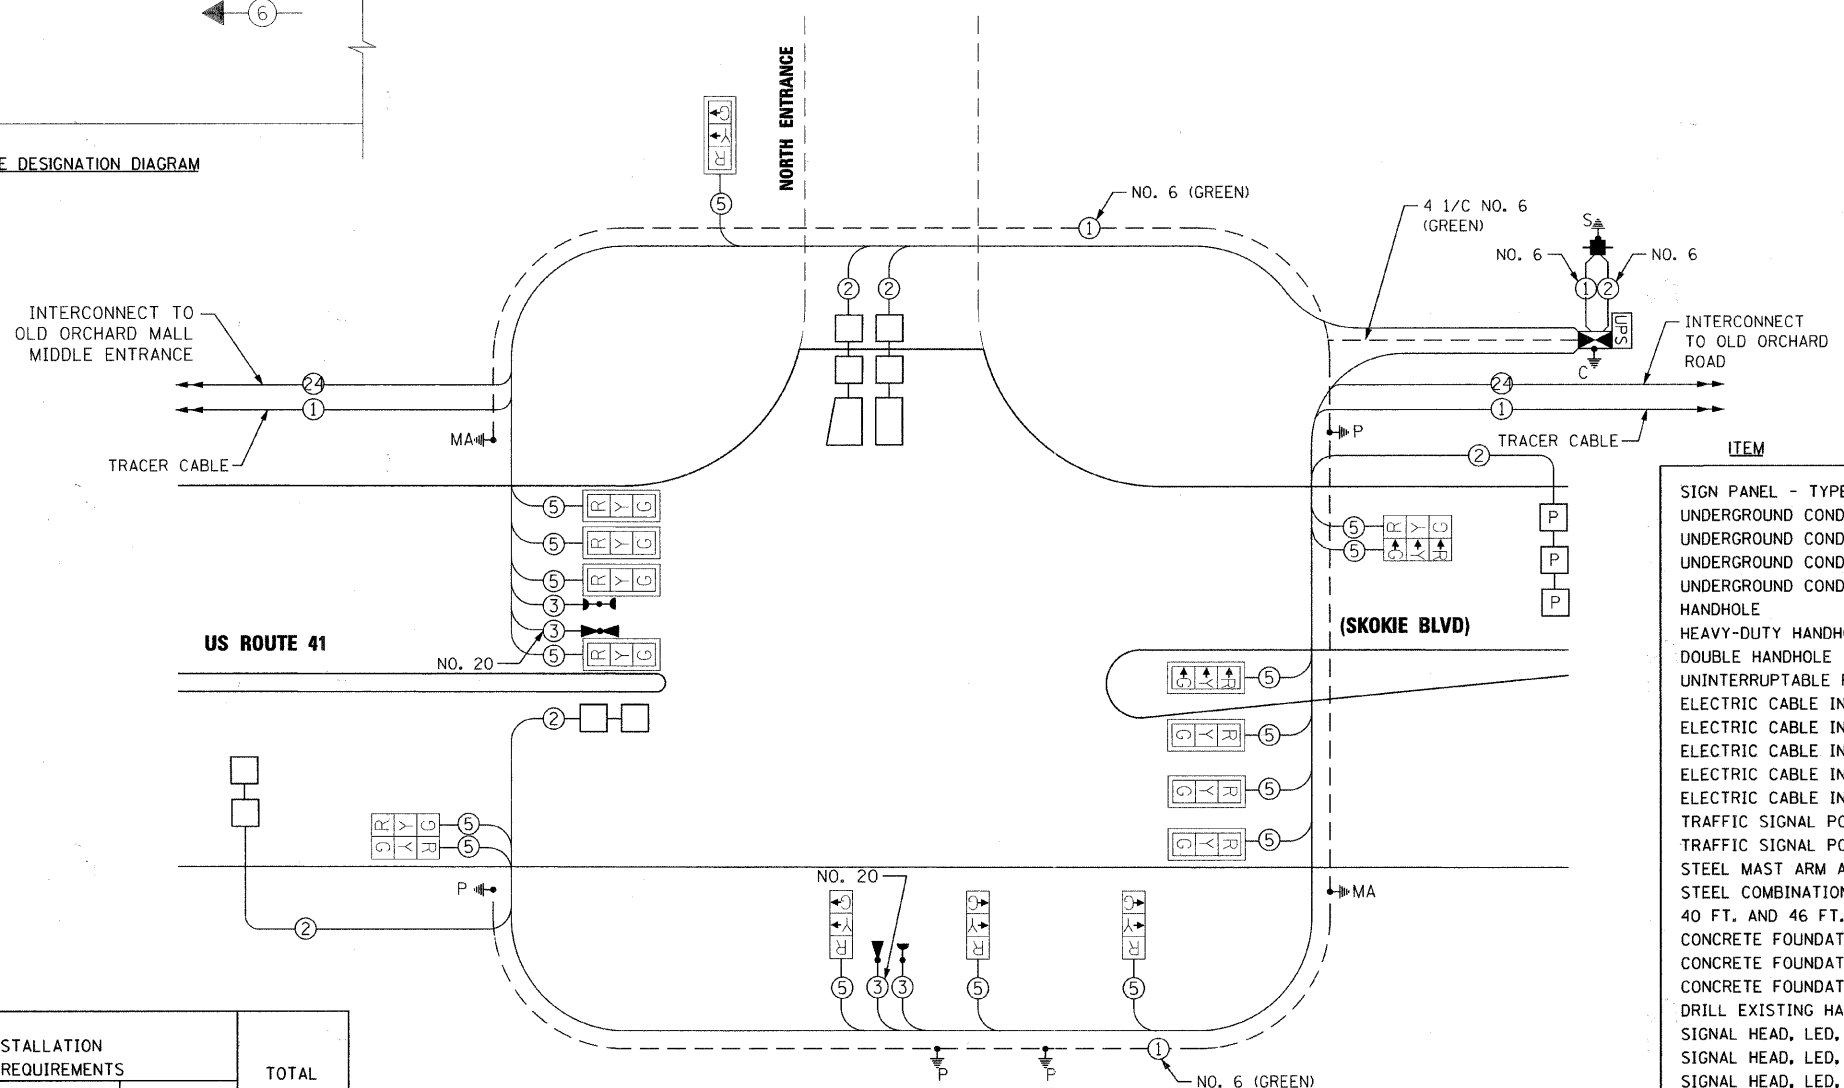 6
E DESIGNATION DIAGRAM
NORTH ENTRANCE
G
Y
R
5
NO. 6 (GREEN)
1
4 1/C NO. 6
(GREEN)
S
NO. 6
NO. 6
1
2
UPS
C
INTERCONNECT TO
OLD ORCHARD MALL
MIDDLE ENTRANCE
2
2
INTERCONNECT
TO OLD ORCHARD
ROAD
24
1
24
1
MA
P
TRACER CABLE
TRACER CABLE
2
5
R Y G
5
R Y G
5
R Y G
3
3
NO. 20
5
R Y G
5
R Y G
5
G Y R
P
P
P
US ROUTE 41
(SKOKIE BLVD)
G Y R
5
2
G Y R
5
G Y R
5
R Y G
5
G Y R
5
G Y R
5
P
MA
2
NO. 20
G
Y
R
5
3
3
G
Y
R
5
G
Y
R
5
P
P
1
NO. 6 (GREEN)
STALLATION
REQUIREMENTS
TOTAL
ITEM
SIGN PANEL - TYPE
UNDERGROUND COND
UNDERGROUND COND
UNDERGROUND COND
UNDERGROUND COND
HANDHOLE
HEAVY-DUTY HANDH
DOUBLE HANDHOLE
UNINTERRUPTABLE
ELECTRIC CABLE IN
ELECTRIC CABLE IN
ELECTRIC CABLE IN
ELECTRIC CABLE IN
ELECTRIC CABLE IN
TRAFFIC SIGNAL PO
TRAFFIC SIGNAL PO
STEEL MAST ARM A
STEEL COMBINATION
40 FT. AND 46 FT.
CONCRETE FOUNDAT
CONCRETE FOUNDAT
CONCRETE FOUNDAT
DRILL EXISTING HA
SIGNAL HEAD, LED,
SIGNAL HEAD, LED,
SIGNAL HEAD, LED,